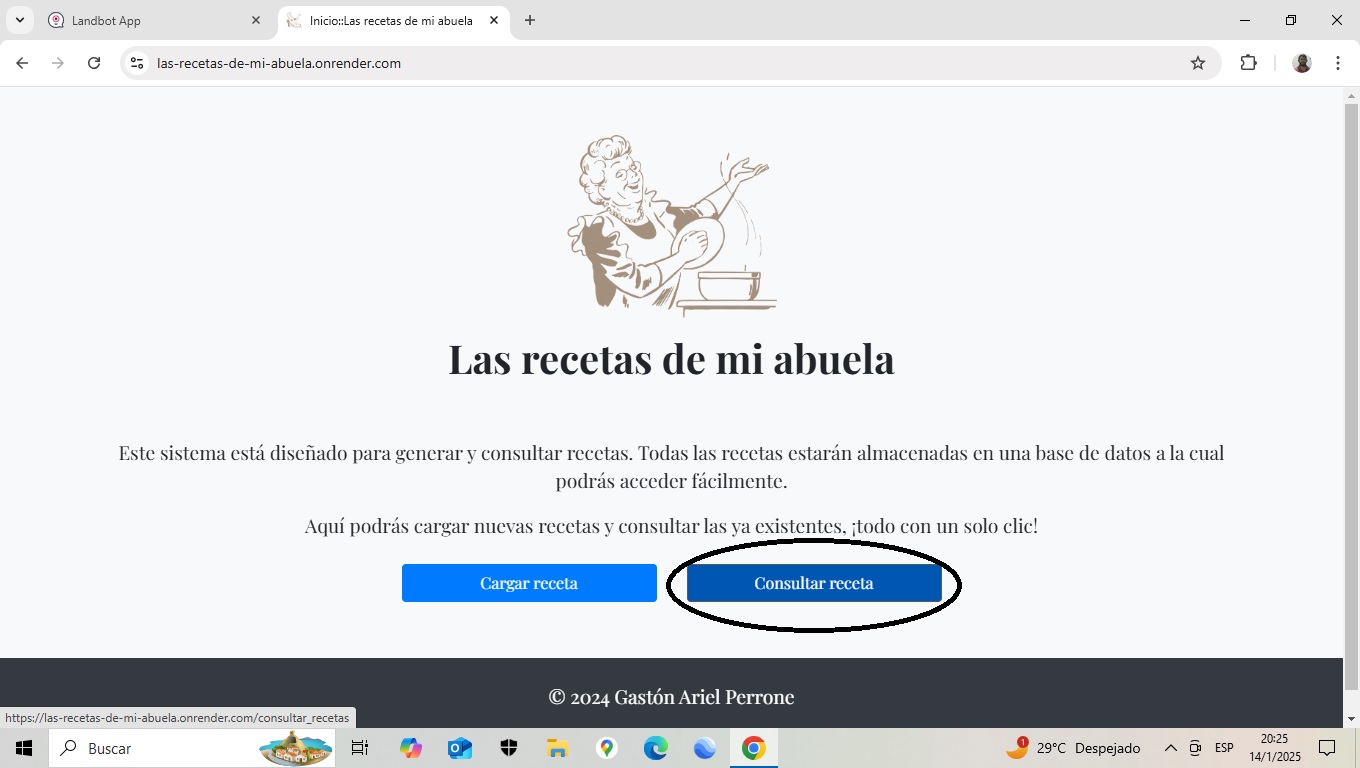 Landbot App
Inicio::Las recetas de mi abuela
las-recetas-de-mi-abuela.onrender.com
Las recetas de mi abuela
Este sistema está diseñado para generar y consultar recetas. Todas las recetas estarán almacenadas en una base de datos a la cual
podrás acceder fácilmente.
Aquí podrás cargar nuevas recetas y consultar las ya existentes, ¡todo con un solo clic!
Cargar receta
Consultar receta
© 2024 Gastón Ariel Perrone
https://las-recetas-de-mi-abuela.onrender.com/consultar_recetas
Buscar
1
29°C Despejado
ESP
20:25
14/1/2025